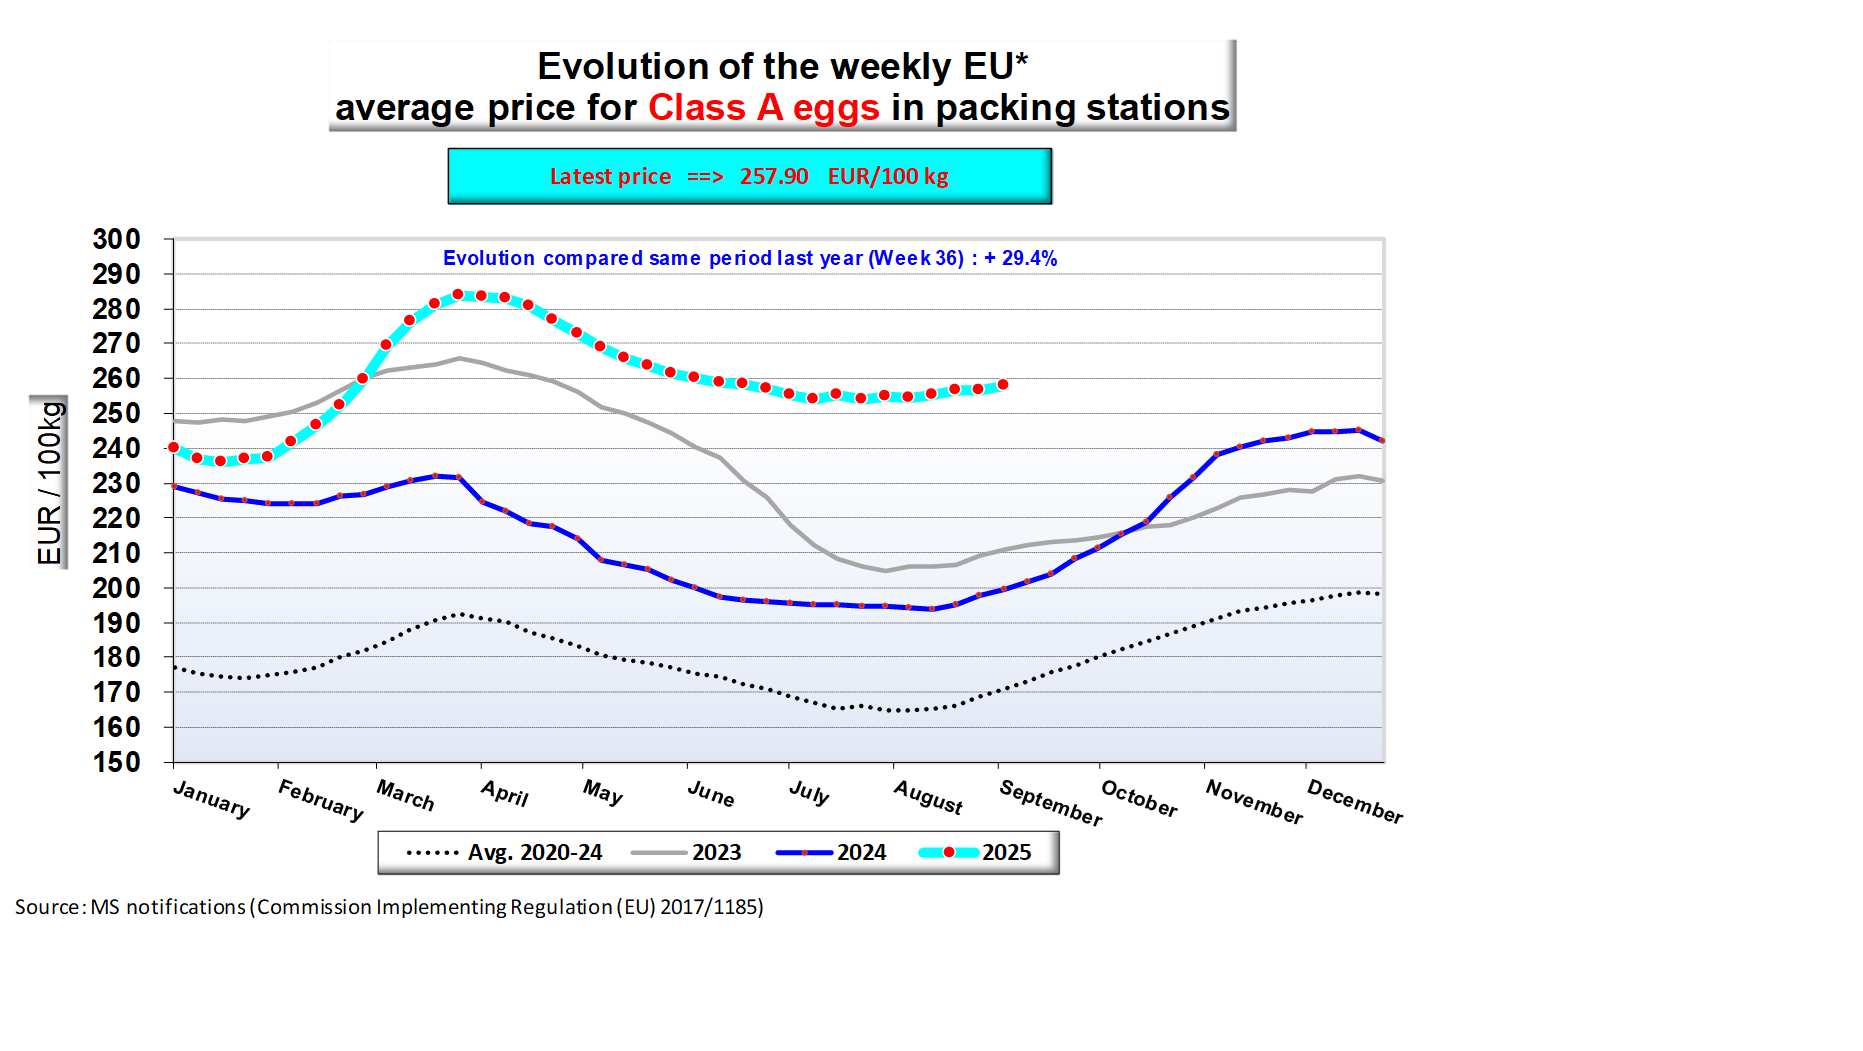 Evolution of the weekly EU*
average price for Class A eggs in packing stations
Latest price ==> 257.90 EUR/100 kg
Evolution compared same period last year (Week 36) : + 29.4%
300
290
280
270
260
250
240
230
220
210
200
190
180
170
160
150
EUR / 100kg
January February March April May June July August September October November December
Avg. 2020-24 2023 2024 2025
Source: MS notifications (Commission Implementing Regulation (EU) 2017/1185)